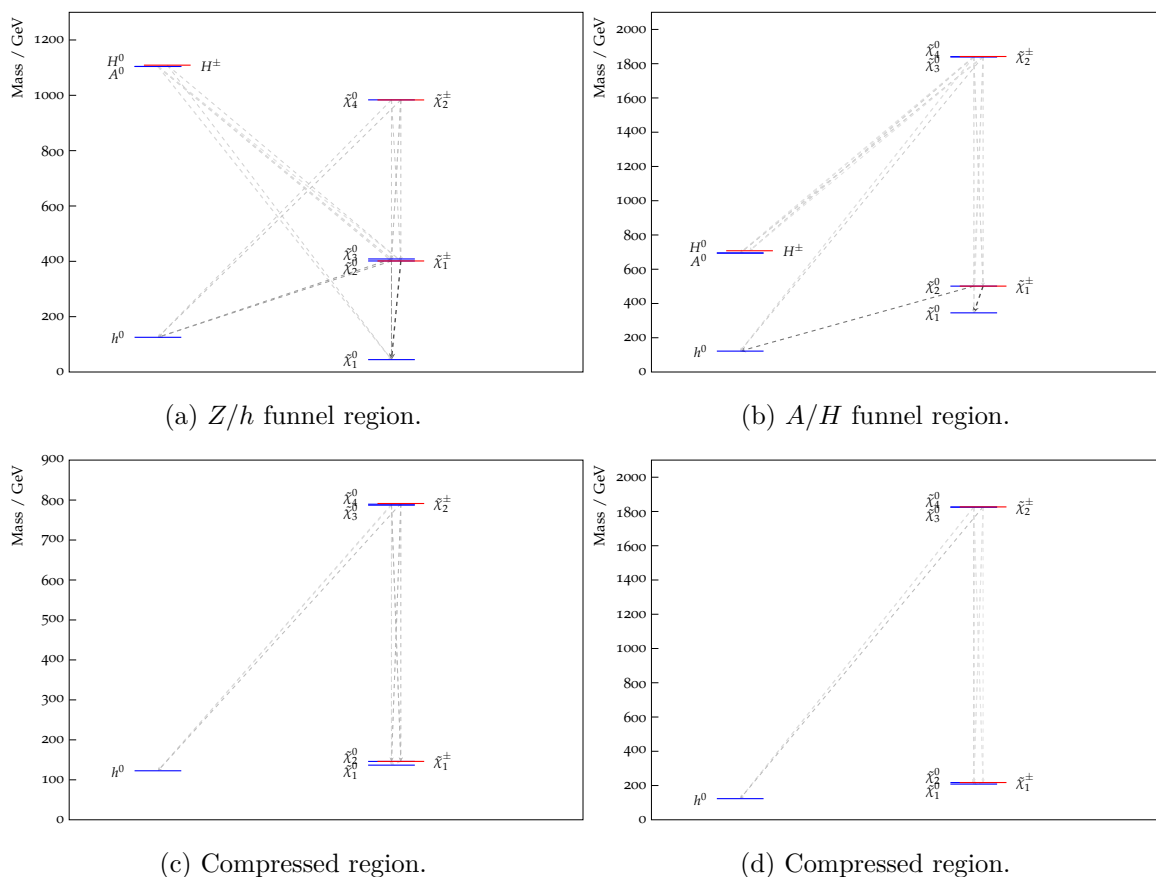 Mass / GeV
1200
1000
800
600
400
200
0
H⁰
A⁰
H±
h⁰
χ̃⁰₄
χ̃±₂
χ̃⁰₃
χ̃⁰₂
χ̃±₁
χ̃⁰₁
(a) Z/h funnel region.
Mass / GeV
2000
1800
1600
1400
1200
1000
800
600
400
200
0
H⁰
A⁰
H±
h⁰
χ̃⁰₄
χ̃⁰₃
χ̃±₂
χ̃⁰₂
χ̃±₁
χ̃⁰₁
(b) A/H funnel region.
Mass / GeV
900
800
700
600
500
400
300
200
100
0
h⁰
χ̃⁰₄
χ̃⁰₃
χ̃±₂
χ̃⁰₂
χ̃⁰₁
χ̃±₁
(c) Compressed region.
Mass / GeV
2000
1800
1600
1400
1200
1000
800
600
400
200
0
h⁰
χ̃⁰₄
χ̃⁰₃
χ̃±₂
χ̃⁰₂
χ̃⁰₁
χ̃±₁
(d) Compressed region.